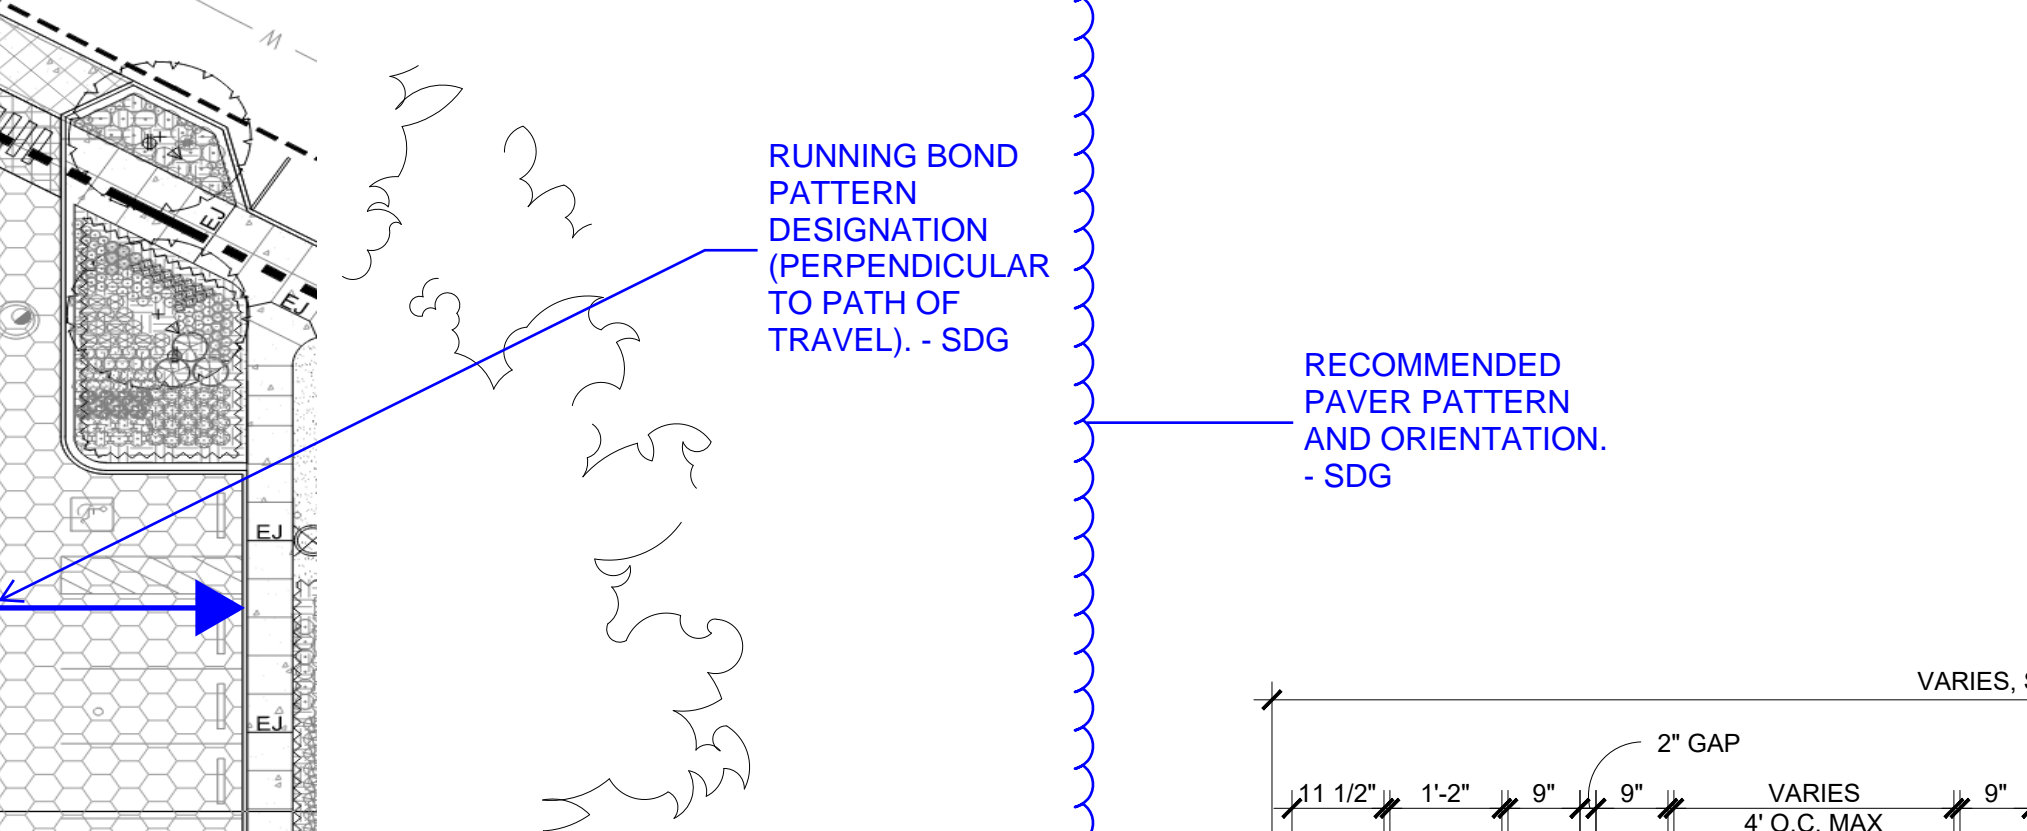 W
EJ
EJ
RUNNING BOND
PATTERN
DESIGNATION
(PERPENDICULAR
TO PATH OF
TRAVEL). - SDG
RECOMMENDED
PAVER PATTERN
AND ORIENTATION.
- SDG
EJ
EJ
VARIES,
2" GAP
11 1/2"
1'-2"
9"
9"
VARIES
4' O.C. MAX
9"